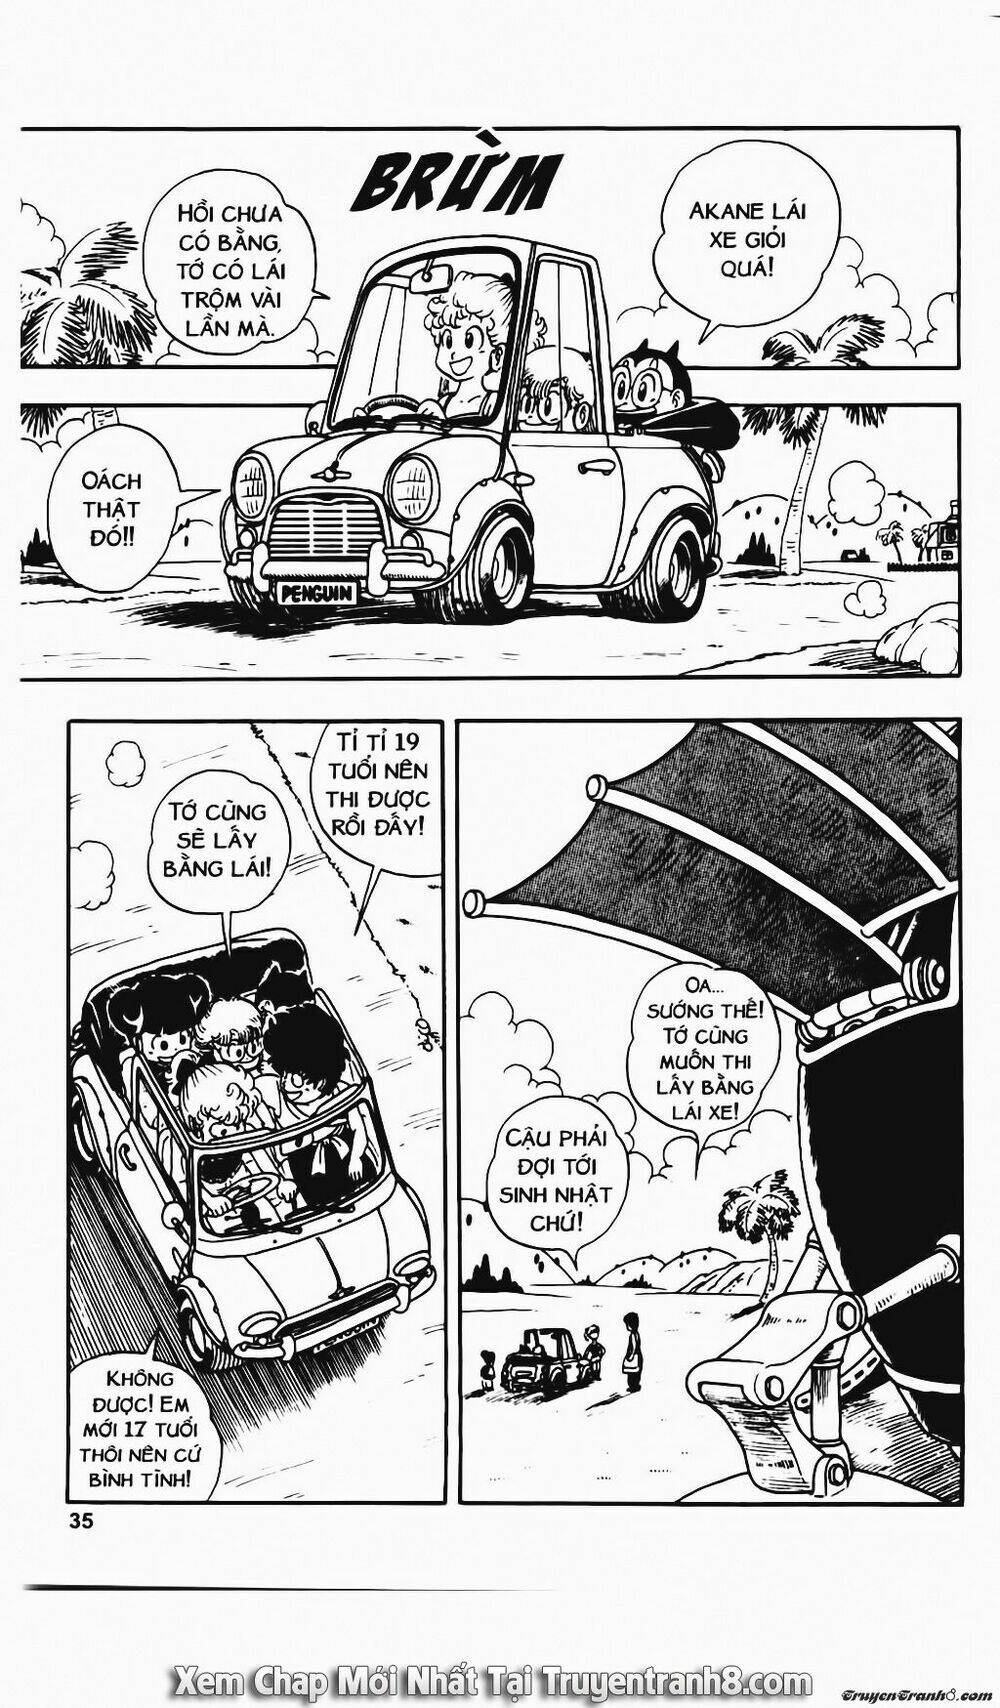 BRỪM
AKANE LÁI
XE GIỎI
QUÁ!
HỒI CHƯA
CÓ BẰNG,
TỚ CÓ LÁI
TRỘM VÀI
LẦN MÀ.
OÁCH
THẬT
ĐÓ!!
PENGUIN
OA...
SƯỚNG THẾ!
TỚ CŨNG
MUỐN THI
LẤY BẰNG
LÁI XE!
CẬU PHẢI
ĐỢI TỚI
SINH NHẬT
CHỨ!
TỈ TỈ 19
TUỔI NÊN
THI ĐƯỢC
RỒI ĐẤY!
TỚ CŨNG
SẼ LẤY
BẰNG LÁI!
KHÔNG
ĐƯỢC! EM
MỚI 17 TUỔI
THÔI NÊN CỨ
BÌNH TĨNH!
35
Xem Chap Mới Nhất Tại Truyentranh8.com
TruyenTranh8.com